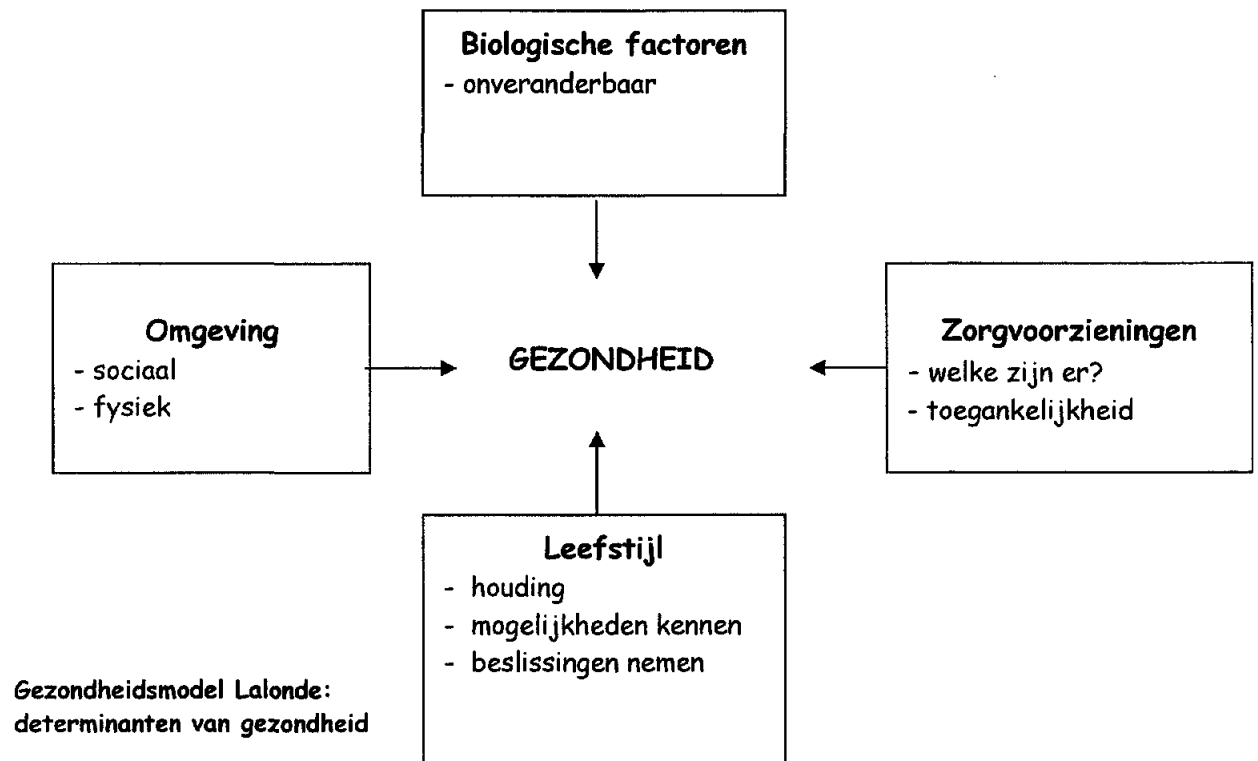 Biologische factoren
- onveranderbaar
Omgeving
- sociaal
- fysiek
GEZONDHEID
Zorgvoorzieningen
- welke zijn er?
- toegankelijkheid
Leefstijl
- houding
- mogelijkheden kennen
- beslissingen nemen
Gezondheidsmodel Lalonde:
determinanten van gezondheid